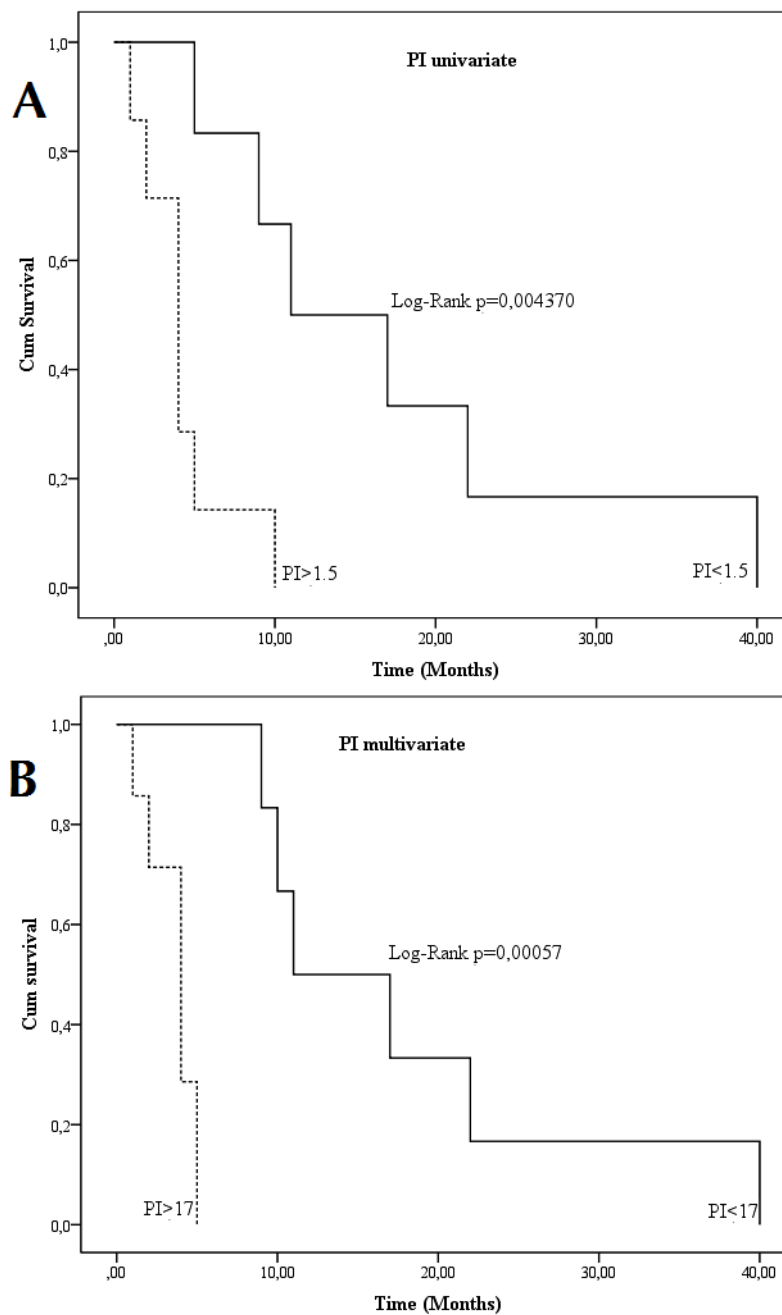 A
PI univariate
1,0
0,8
0,6
0,4
0,2
0,0
Cum Survival
Log-Rank p=0,004370
PI>1.5
PI<1.5
,00
10,00
20,00
30,00
40,00
Time (Months)
B
PI multivariate
1,0
0,8
0,6
0,4
0,2
0,0
Cum survival
Log-Rank p=0,00057
PI>17
PI<17
,00
10,00
20,00
30,00
40,00
Time (Months)